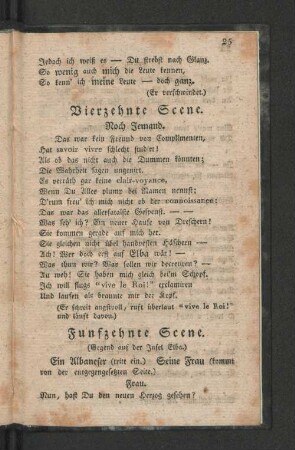 25
Jedoch ich weiß es — Du strebst nach Glanz.
So wenig auch mich die Leute kennen,
So kenn' ich meine Leute — doch ganz.
(Er verschwindet.)
Vierzehnte Scene.
Noch Jemand.
Das war kein Freund von Complimenten,
Hat savoir vivre schlecht studirt!
Als ob das nicht auch die Dummen könnten;
Die Wahrheit sagen ungenirt.
Es verräth gar keine clair-voyance,
Wenn Du Alles plump bei Namen nennst;
D'rum freu' ich mich nicht ob der connoissance;
Das war das allerfatalste Gespenst. — —
Was seh' ich? Ein neuer Haufe von Dreschern!
Sie kommen gerade auf mich her.
Sie gleichen nicht übel handfesten Häschern —
Ach! Wer doch erst auf Elba wär! —
Was thun wir? Was sollen wir beginnen? —
Au weh! Sie haben mich gleich beim Schopf.
Ich will flugs "vive le Roi!" exclamiren
Und laufen als brannte mir der Kopf.
(Er schreit angstvoll, ruft überlaut "vive le Roi!"
und läuft davon.)
Funfzehnte Scene.
(Gegend auf der Insel Elba.)
Ein Albaneser (reitet ein.) Seine Frau (kommt
von der entgegengesetzten Seite.)
Frau.
Nun, hast Du den neuen Herzog gesehen?